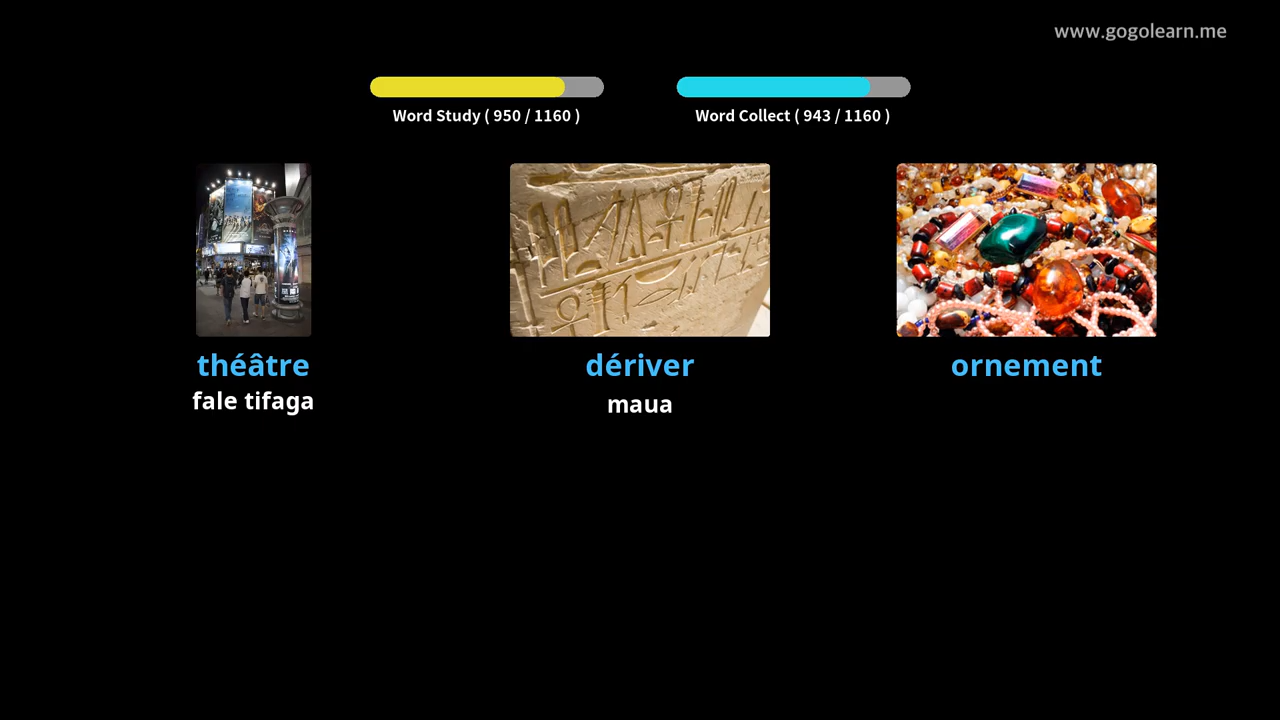 www.gogolearn.me
Word Study ( 950 / 1160 )
Word Collect ( 943 / 1160 )
théâtre
fale tifaga
dériver
maua
ornement